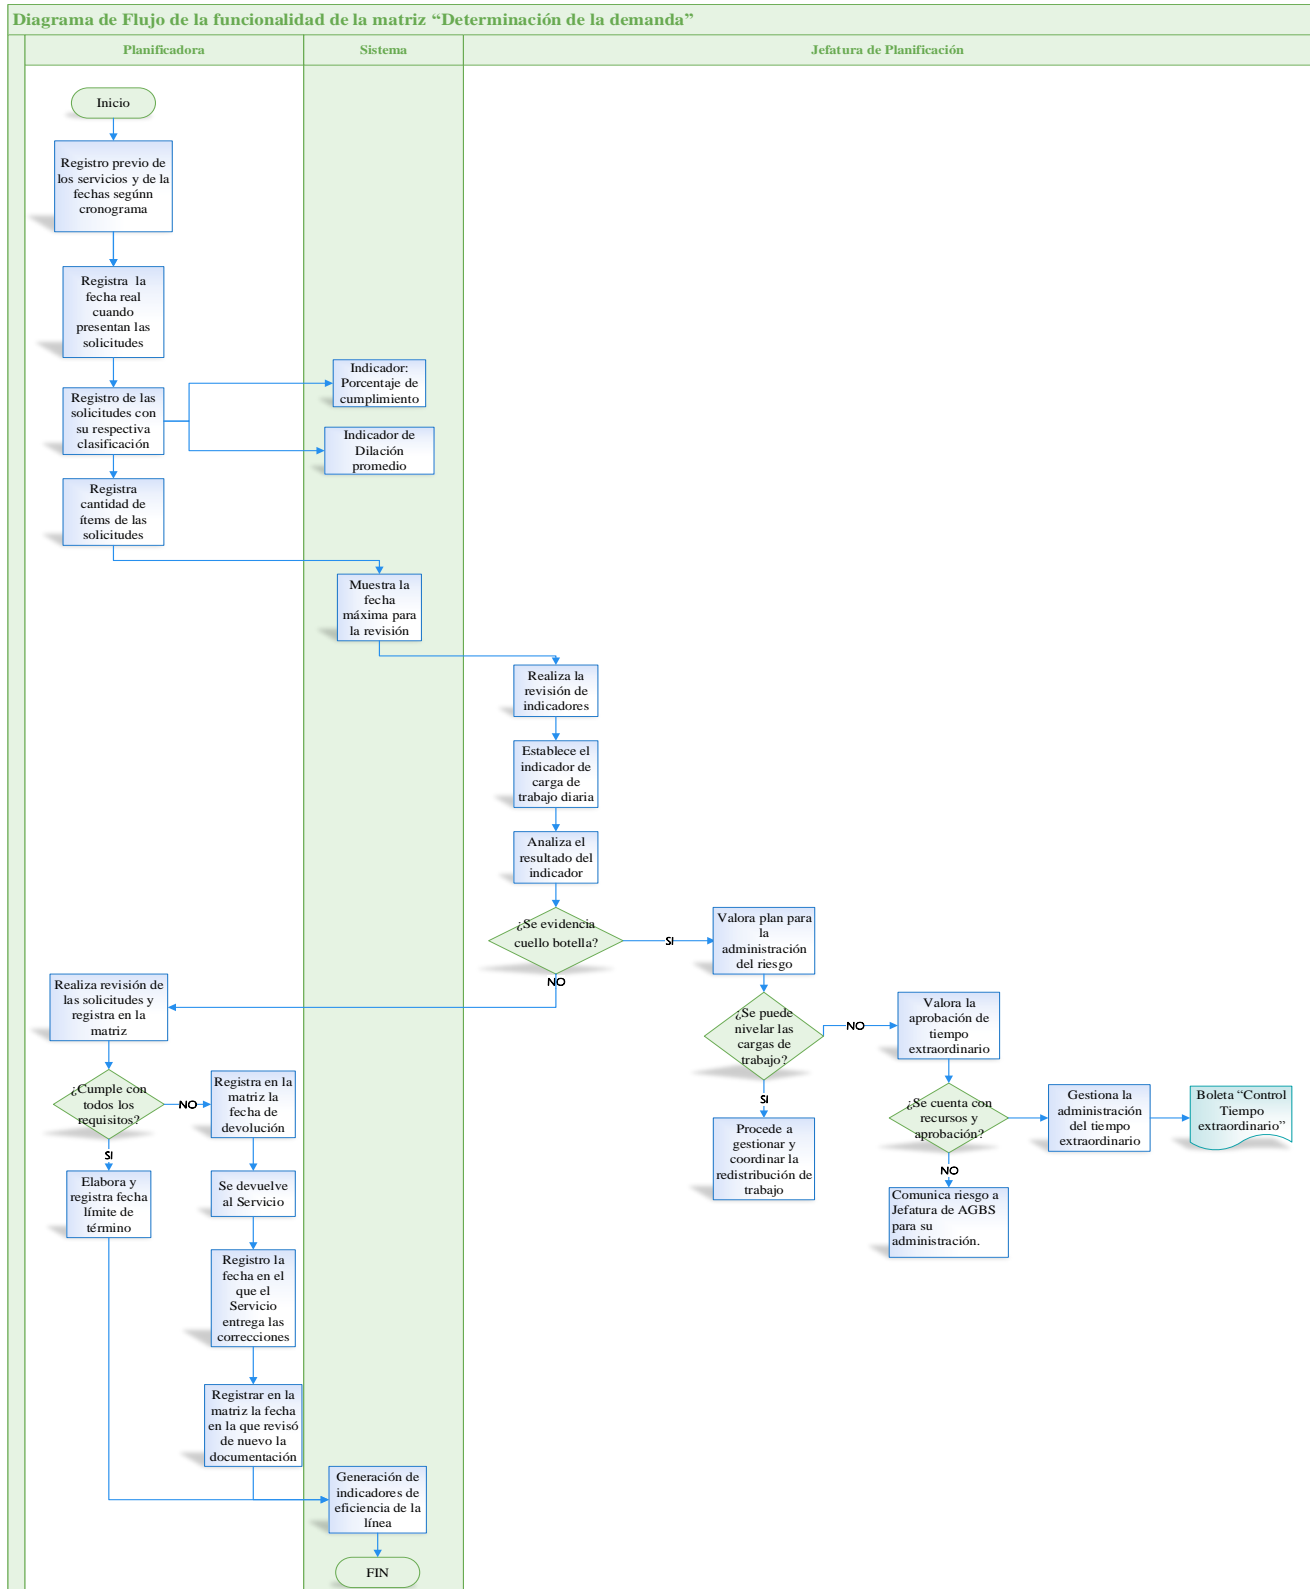 Diagrama de Flujo de la funcionalidad de la matriz “Determinación de la demanda”
Planificadora
Sistema
Jefatura de Planificación
Inicio
Registro previo de
los servicios y de la
fechas segúnn
cronograma
Registra la
fecha real
cuando
presentan las
solicitudes
Registro de las
solicitudes con
su respectiva
clasificación
Indicador:
Porcentaje de
cumplimiento
Indicador de
Dilación
promedio
Registra
cantidad de
ítems de las
solicitudes
Muestra la
fecha
máxima para
la revisión
Realiza la
revisión de
indicadores
Establece el
indicador de
carga de
trabajo diaria
Analiza el
resultado del
indicador
¿Se evidencia
cuello botella?
SI
NO
Valora plan para
la
administración
del riesgo
¿Se puede
nivelar las
cargas de
trabajo?
NO
SI
Valora la
aprobación de
tiempo
extraordinario
Procede a
gestionar y
coordinar la
redistribución de
trabajo
¿Se cuenta con
recursos y
aprobación?
NO
Gestiona la
administración
del tiempo
extraordinario
Boleta “Control
Tiempo
extraordinario”
Comunica riesgo a
Jefatura de AGBS
para su
administración.
Realiza revisión de
las solicitudes y
registra en la
matriz
¿Cumple con
todos los
requisitos?
NO
SI
Registra en la
matriz la
fecha de
devolución
Elabora y
registra fecha
límite de
término
Se devuelve
al Servicio
Registro la
fecha en el
que el
Servicio
entrega las
correcciones
Registrar en la
matriz la fecha
en la que revisó
de nuevo la
documentación
Generación de
indicadores de
eficiencia de la
línea
FIN